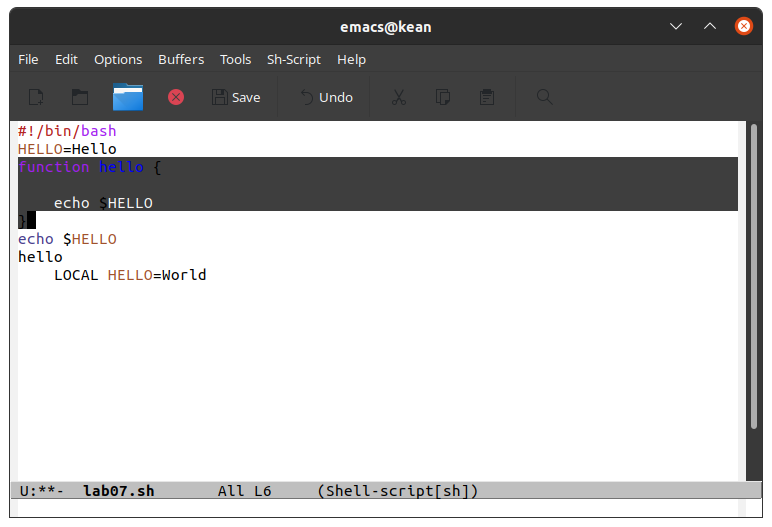 emacs@kean
File Edit Options Buffers Tools Sh-Script Help
Save Undo
#!/bin/bash
HELLO=Hello
function hello {
    echo $HELLO
}
echo $HELLO
hello
    LOCAL HELLO=World
U:**-  lab07.sh       All L6     (Shell-script[sh])